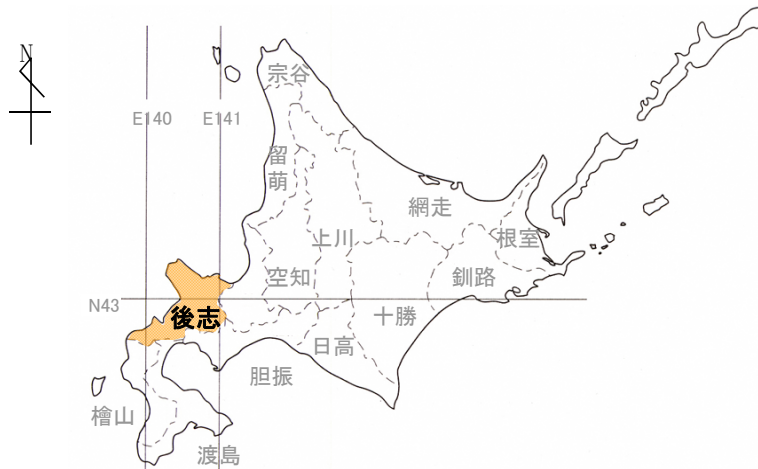 N
宗谷
E140
E141
留
萌
網走
上川
根室
空知
釧路
N43
後志
十勝
日高
胆振
檜山
渡島